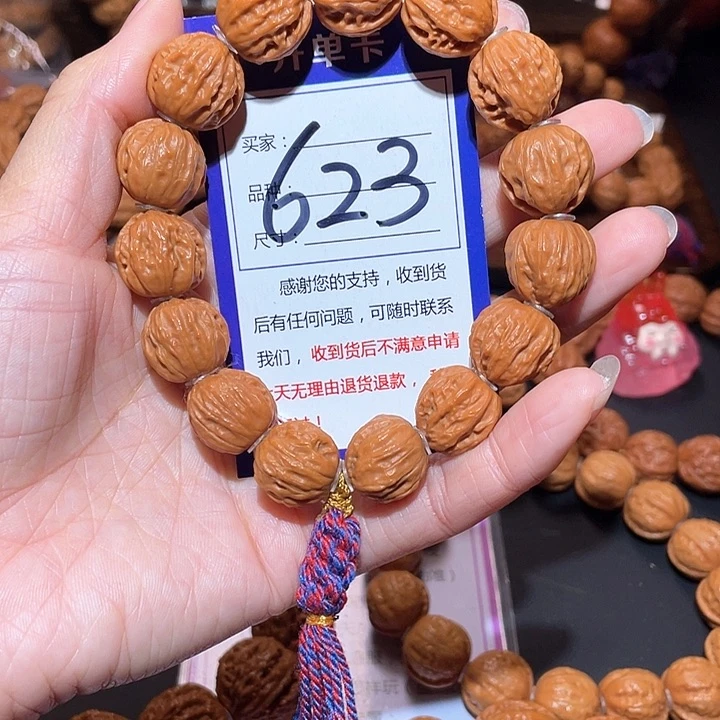 开单卡
买家：
623
品种：
尺寸：
感谢您的支持，收到货
后有任何问题，可随时联系
我们，收到货后不满意申请
天无理由退货退款，